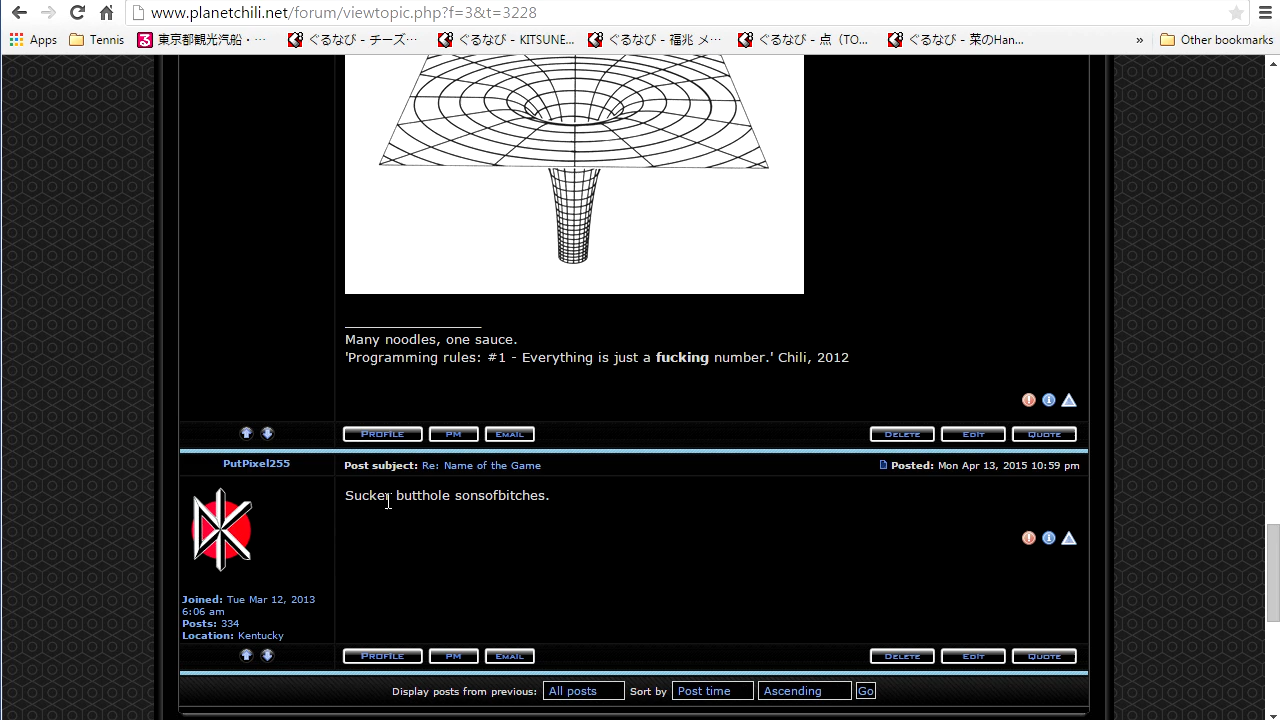 www.planetchili.net/forum/viewtopic.php?f=3&t=3228
Apps Tennis 東京都観光汽船・… ぐるなび - チーズ… ぐるなび - KITSUNE… ぐるなび - 福兆 メ… ぐるなび - 点（TO… ぐるなび - 菜のHan… » Other bookmarks
Many noodles, one sauce.
'Programming rules: #1 - Everything is just a fucking number.' Chili, 2012
PROFILE PM EMAIL DELETE EDIT QUOTE
PutPixel255 Post subject: Re: Name of the Game Posted: Mon Apr 13, 2015 10:59 pm
Sucker butthole sonsofbitches.
Joined: Tue Mar 12, 2013
6:06 am
Posts: 334
Location: Kentucky
PROFILE PM EMAIL DELETE EDIT QUOTE
Display posts from previous: All posts Sort by Post time Ascending Go